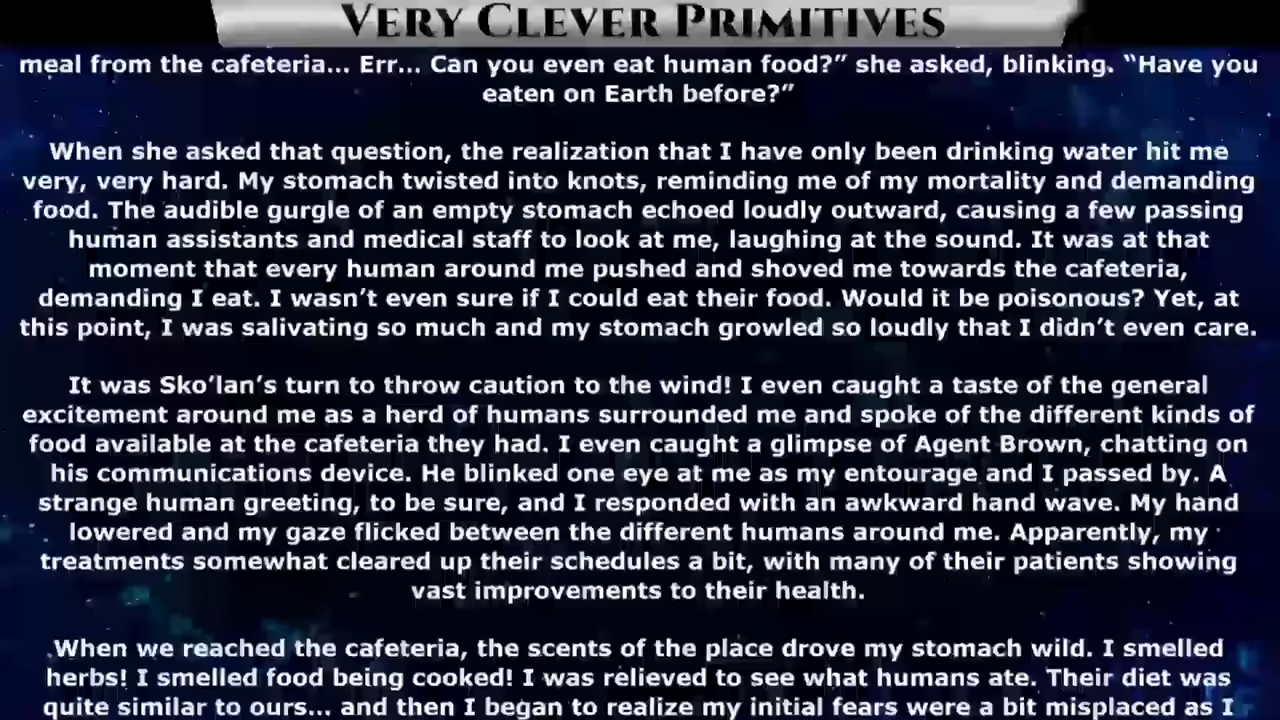 VERY CLEVER PRIMITIVES
meal from the cafeteria... Err... Can you even eat human food?” she asked, blinking. “Have you
eaten on Earth before?”
When she asked that question, the realization that I have only been drinking water hit me
very, very hard. My stomach twisted into knots, reminding me of my mortality and demanding
food. The audible gurgle of an empty stomach echoed loudly outward, causing a few passing
human assistants and medical staff to look at me, laughing at the sound. It was at that
moment that every human around me pushed and shoved me towards the cafeteria,
demanding I eat. I wasn’t even sure if I could eat their food. Would it be poisonous? Yet, at
this point, I was salivating so much and my stomach growled so loudly that I didn’t even care.
It was Sko’lan’s turn to throw caution to the wind! I even caught a taste of the general
excitement around me as a herd of humans surrounded me and spoke of the different kinds of
food available at the cafeteria they had. I even caught a glimpse of Agent Brown, chatting on
his communications device. He blinked one eye at me as my entourage and I passed by. A
strange human greeting, to be sure, and I responded with an awkward hand wave. My hand
lowered and my gaze flicked between the different humans around me. Apparently, my
treatments somewhat cleared up their schedules a bit, with many of their patients showing
vast improvements to their health.
When we reached the cafeteria, the scents of the place drove my stomach wild. I smelled
herbs! I smelled food being cooked! I was relieved to see what humans ate. Their diet was
quite similar to ours... and then I began to realize my initial fears were a bit misplaced as I